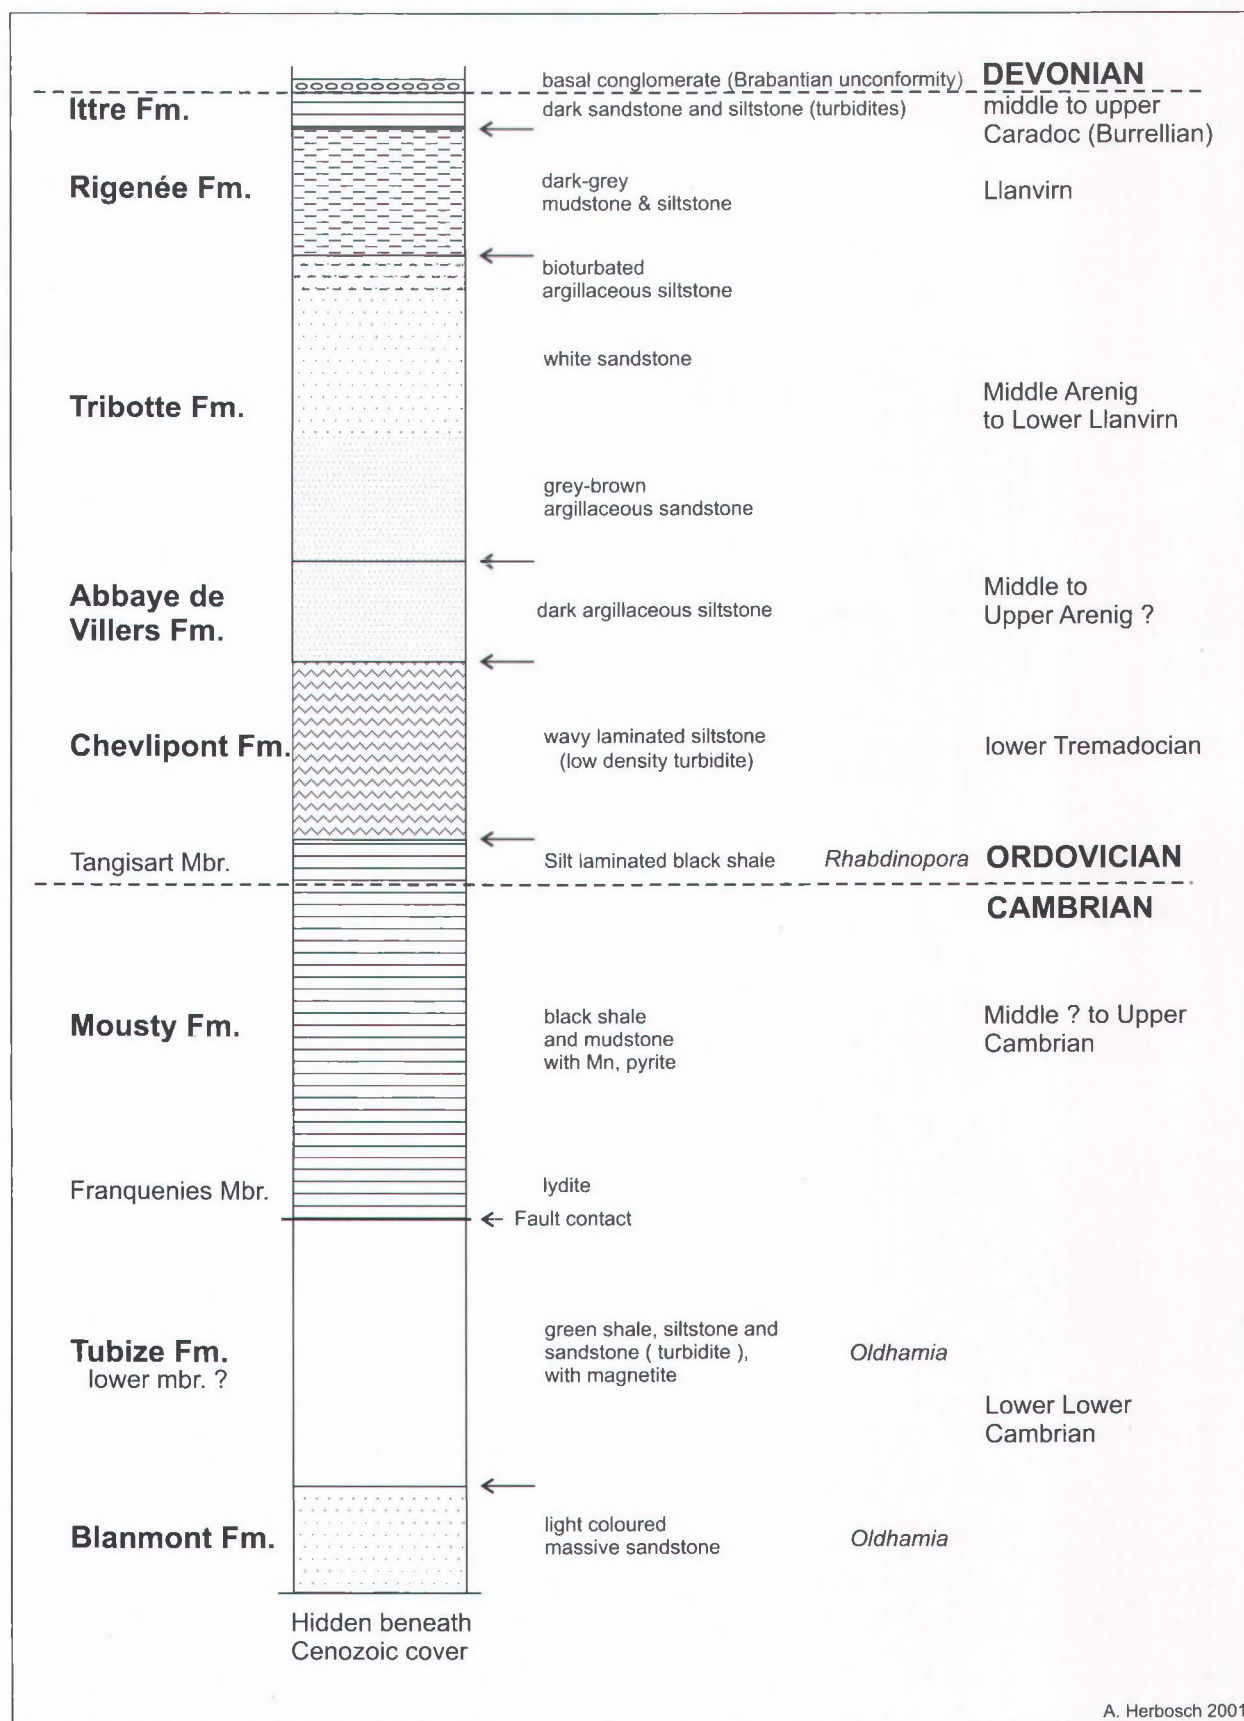 basal conglomerate (Brabantian unconformity) DEVONIAN
Ittre Fm. dark sandstone and siltstone (turbidites) middle to upper
Caradoc (Burrellian)
Rigenée Fm. dark-grey
mudstone & siltstone Llanvirn
bioturbated
argillaceous siltstone
white sandstone
Tribotte Fm. Middle Arenig
to Lower Llanvirn
grey-brown
argillaceous sandstone
Abbaye de
Villers Fm. dark argillaceous siltstone Middle to
Upper Arenig ?
Chevlipont Fm. wavy laminated siltstone
(low density turbidite) lower Tremadocian
Tangisart Mbr. Silt laminated black shale Rhabdinopora ORDOVICIAN
CAMBRIAN
Mousty Fm. black shale
and mudstone
with Mn, pyrite Middle ? to Upper
Cambrian
Franquenies Mbr. lydite
Fault contact
Tubize Fm.
lower mbr. ? green shale, siltstone and
sandstone ( turbidite ),
with magnetite Oldhamia
Lower Lower
Cambrian
Blanmont Fm. light coloured
massive sandstone Oldhamia
Hidden beneath
Cenozoic cover
A. Herbosch 2001